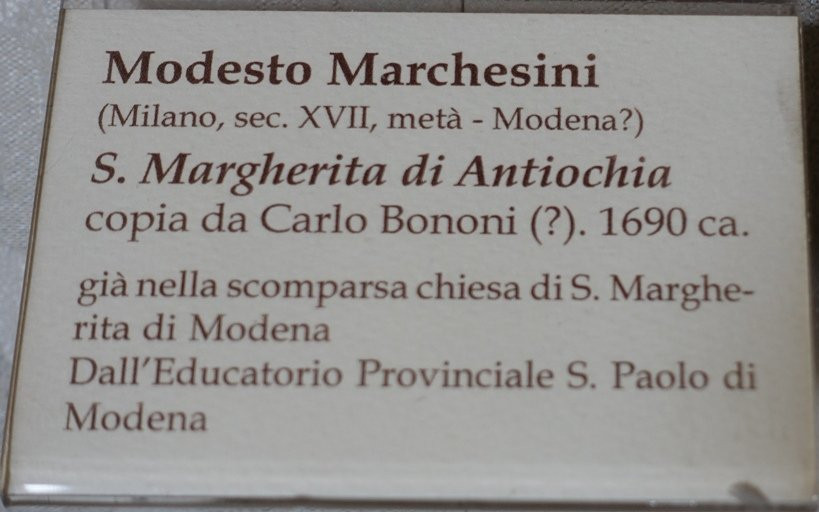 Modesto Marchesini
(Milano, sec. XVII, metà - Modena?)
S. Margherita di Antiochia
copia da Carlo Bononi (?). 1690 ca.
già nella scomparsa chiesa di S. Marghe-
rita di Modena
Dall'Educatorio Provinciale S. Paolo di
Modena